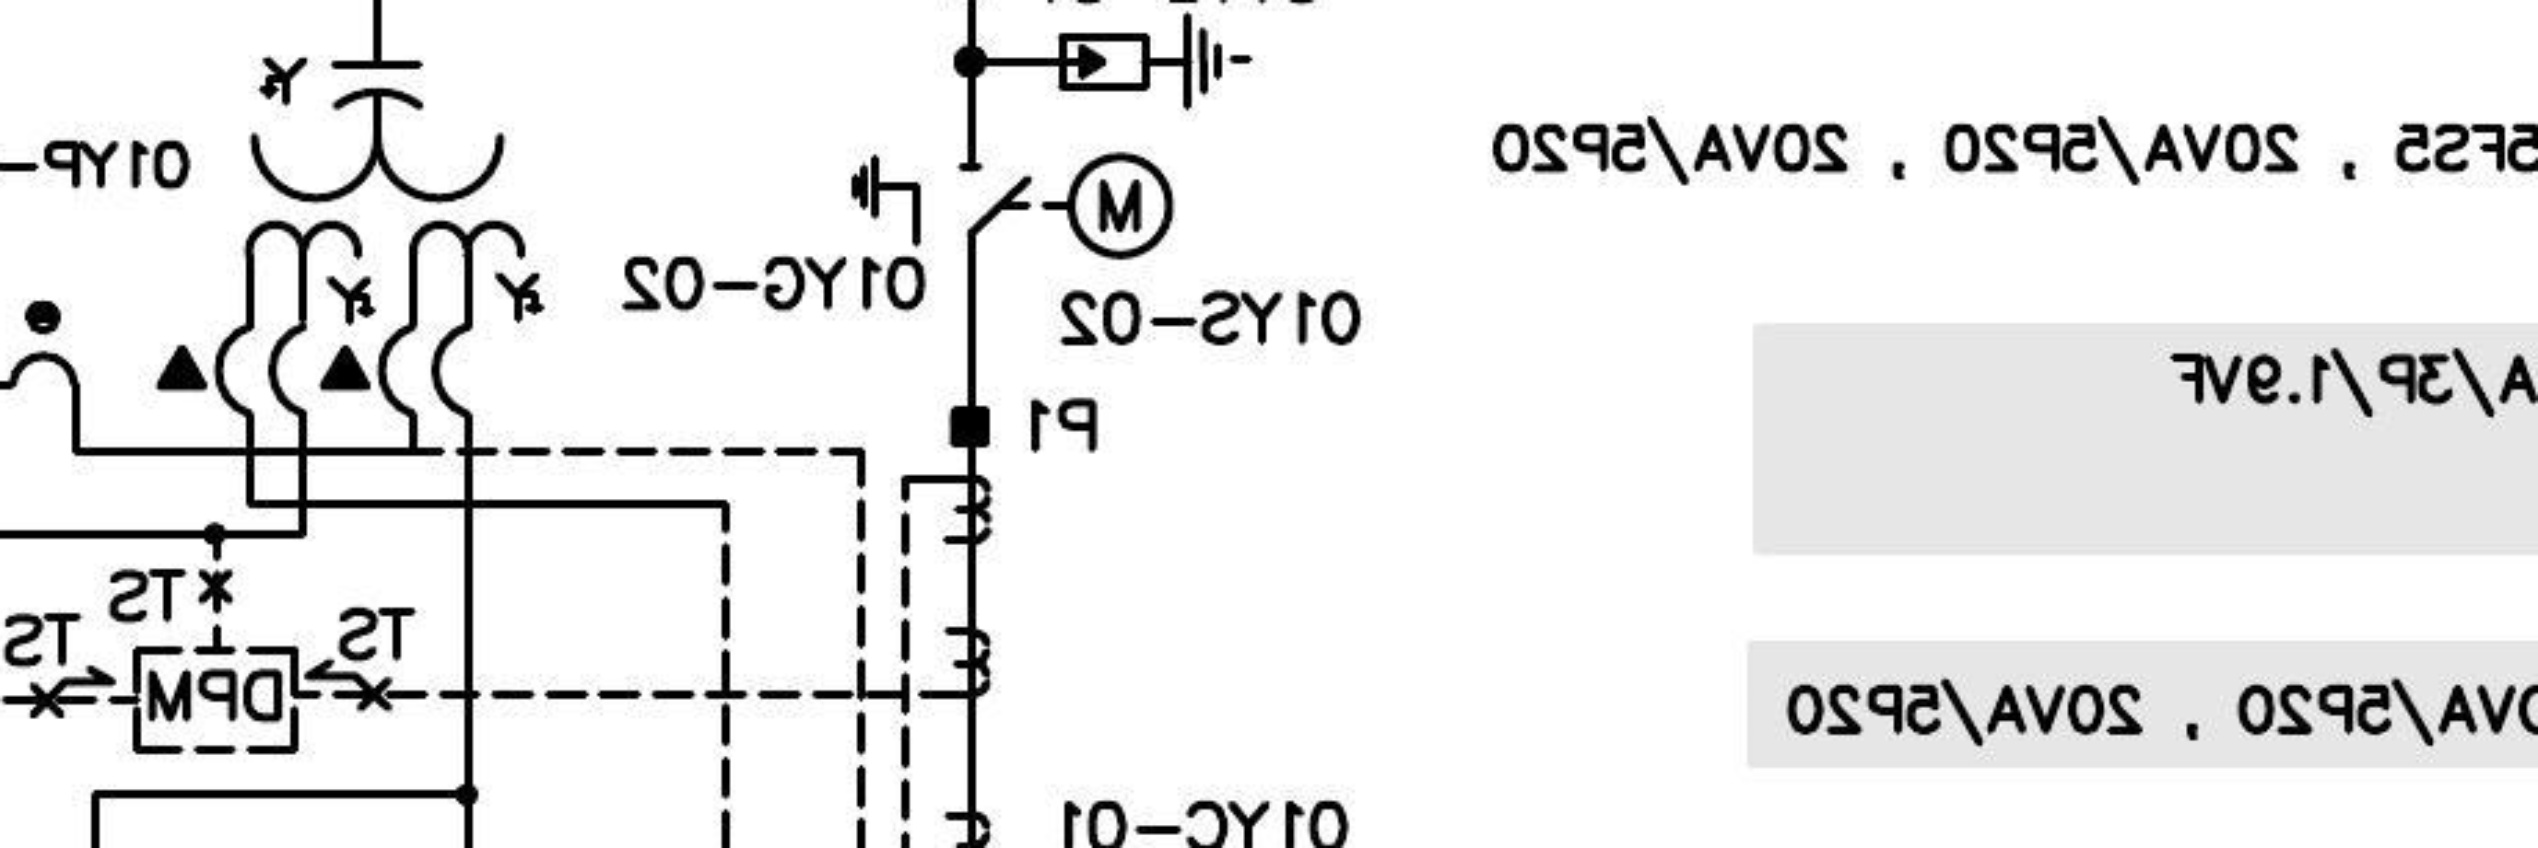 5FS5 , 20VA/5P20 , 20VA/5P20
Y
01YP-
M
01YG-02
01YS-02
Y
Y
A/3P/1.9VF
P1
TS
TS
TS
DPM
0VA/5P20 , 20VA/5P20
01YC-01